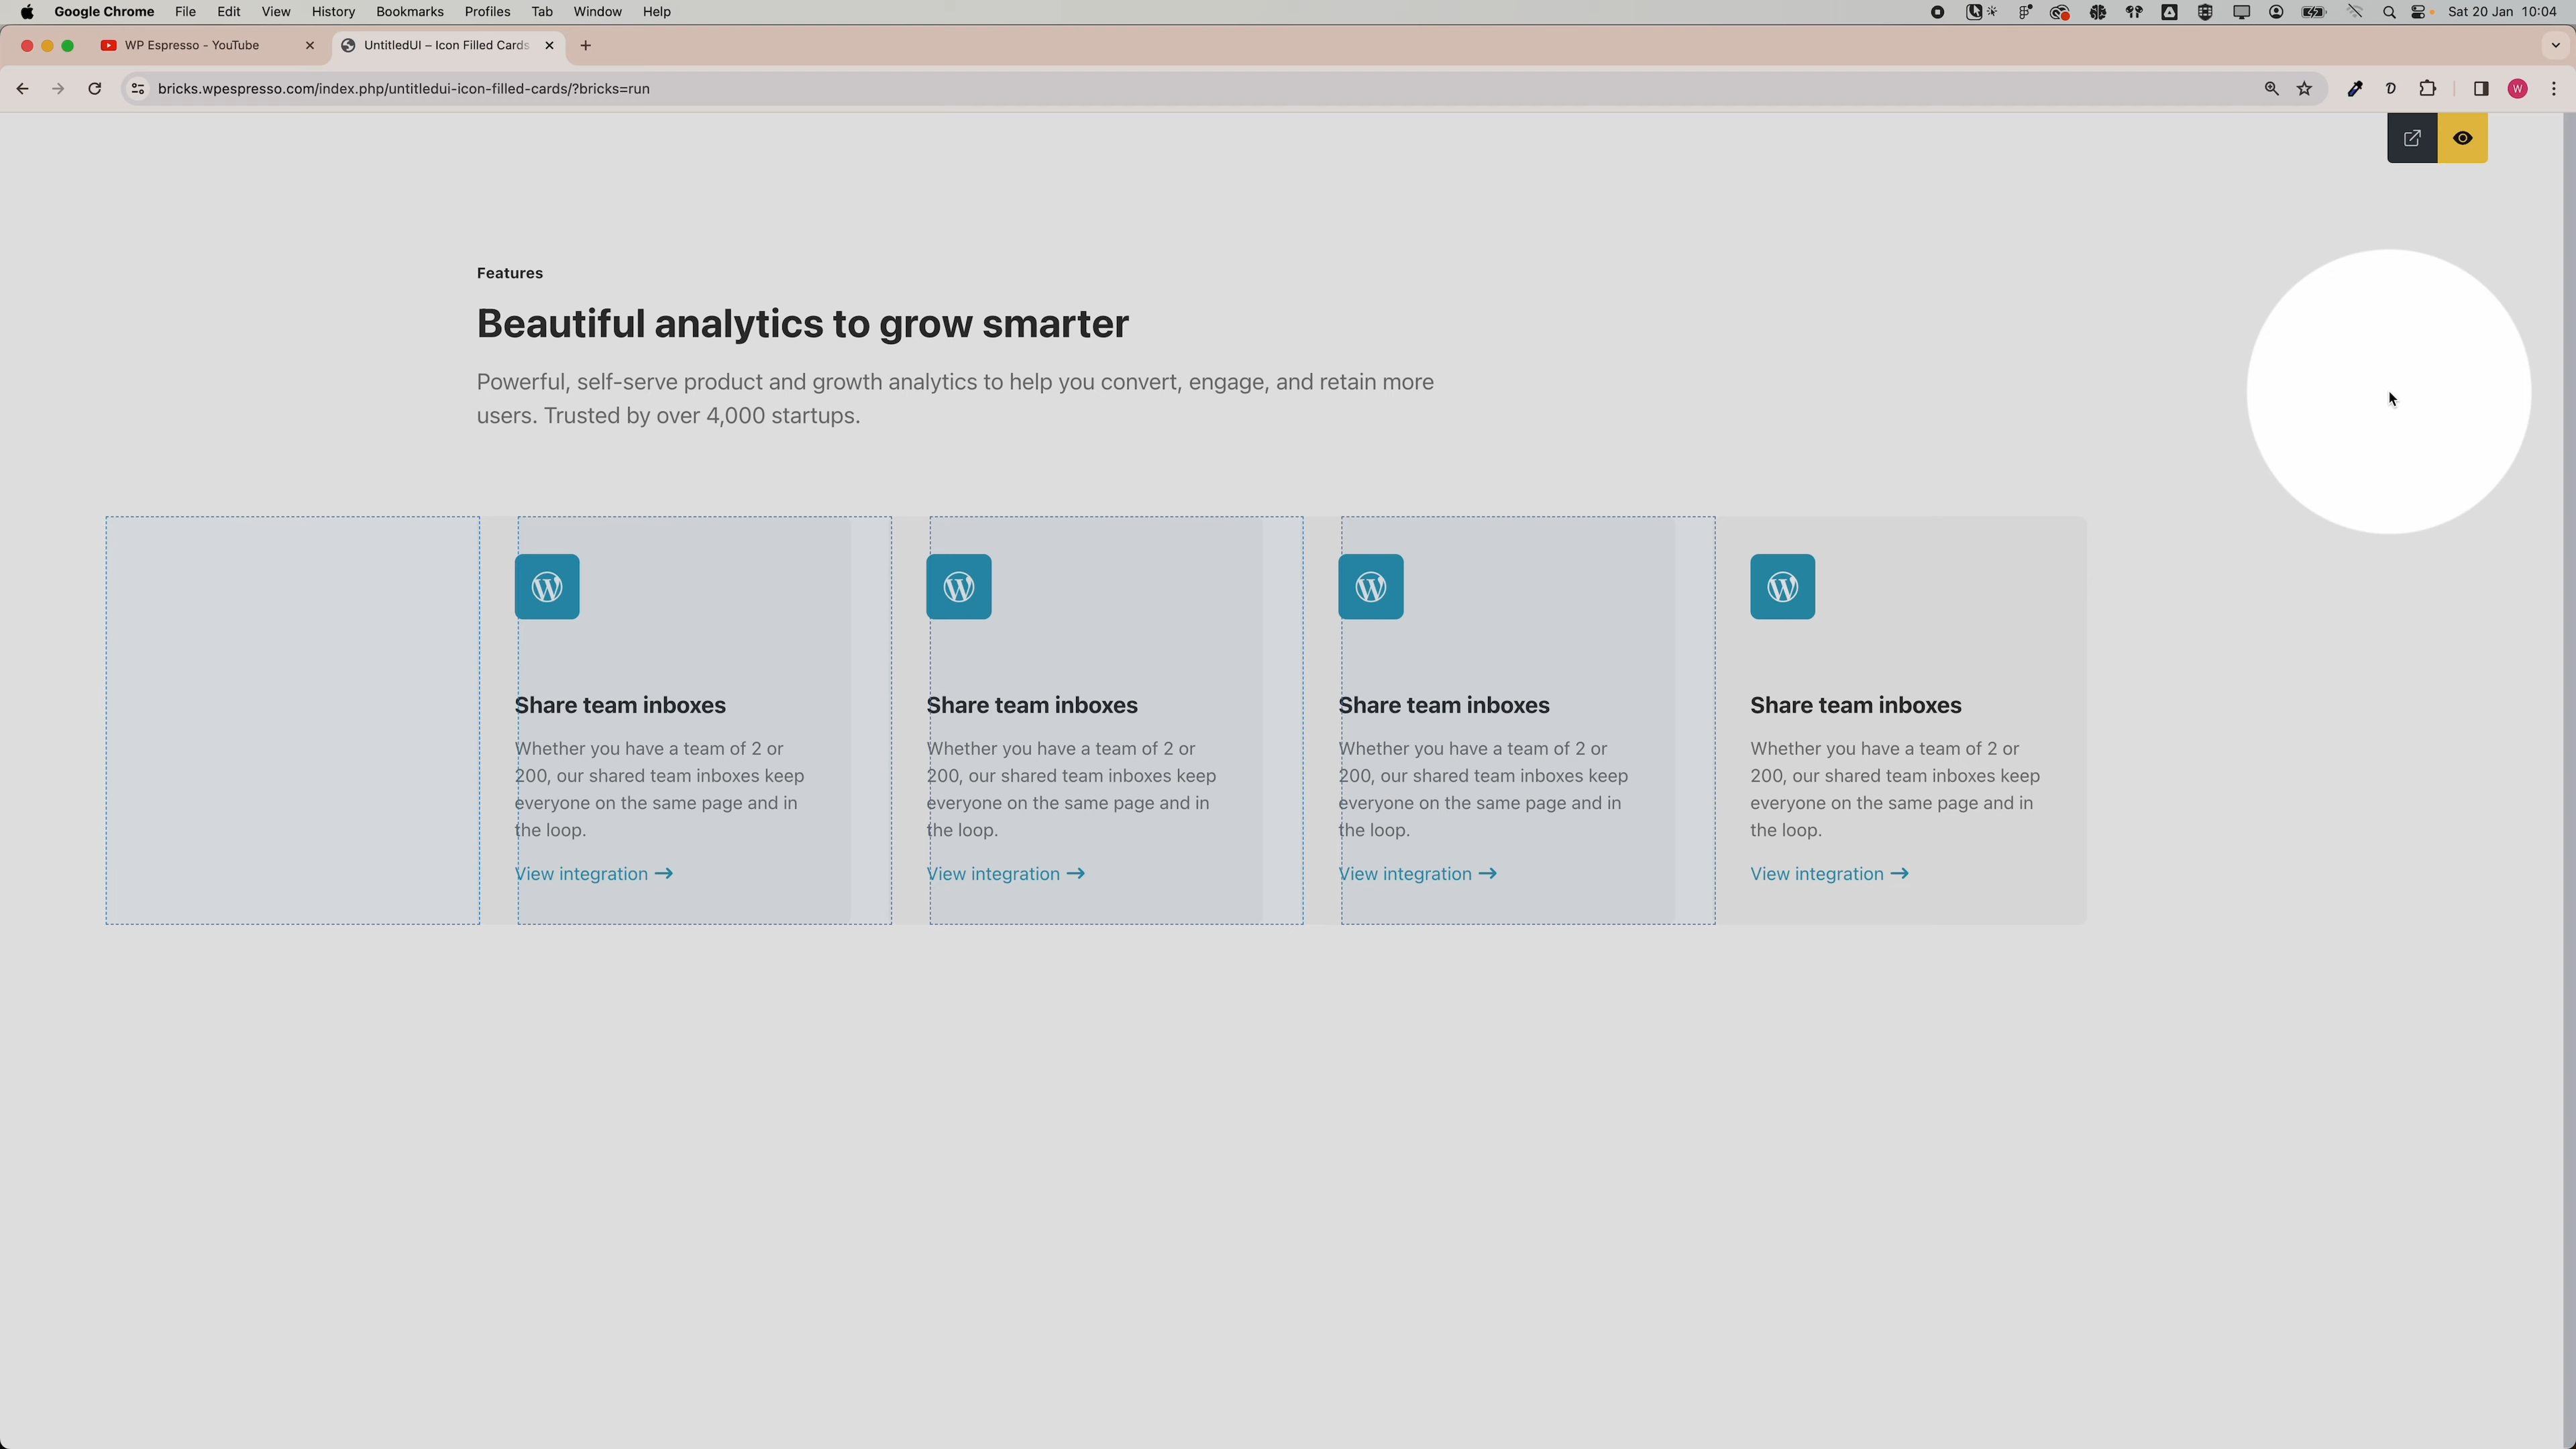 Google Chrome File Edit View History Bookmarks Profiles Tab Window Help Sat 20 Jan 10:04
WP Espresso - YouTube UntitledUI – Icon Filled Cards
bricks.wpespresso.com/index.php/untitledui-icon-filled-cards/?bricks=run W
Features
Beautiful analytics to grow smarter
Powerful, self-serve product and growth analytics to help you convert, engage, and retain more
users. Trusted by over 4,000 startups.
Share team inboxes
Whether you have a team of 2 or
200, our shared team inboxes keep
everyone on the same page and in
the loop.
View integration →
Share team inboxes
Whether you have a team of 2 or
200, our shared team inboxes keep
everyone on the same page and in
the loop.
View integration →
Share team inboxes
Whether you have a team of 2 or
200, our shared team inboxes keep
everyone on the same page and in
the loop.
View integration →
Share team inboxes
Whether you have a team of 2 or
200, our shared team inboxes keep
everyone on the same page and in
the loop.
View integration →